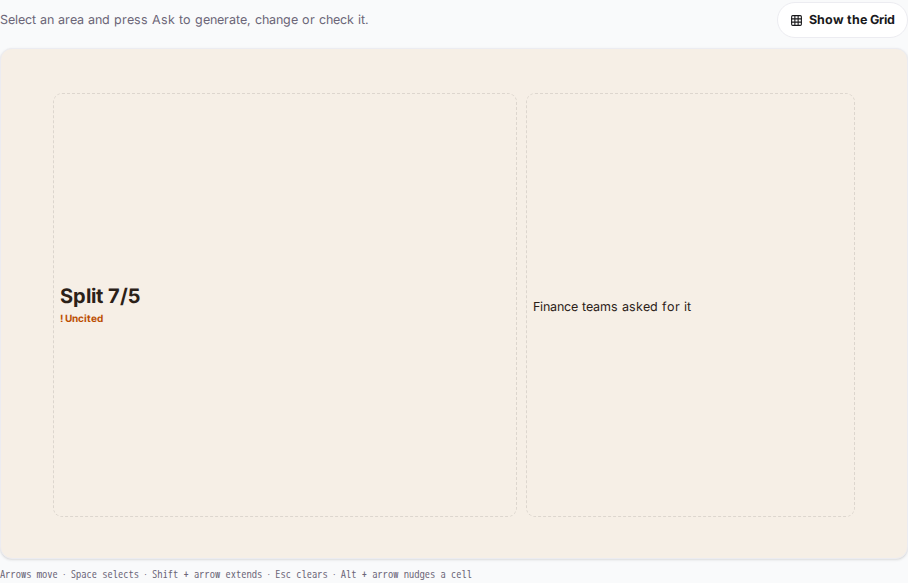 Select an area and press Ask to generate, change or check it.
Show the Grid
Split 7/5
! Uncited
Finance teams asked for it
Arrows move · Space selects · Shift + arrow extends · Esc clears · Alt + arrow nudges a cell